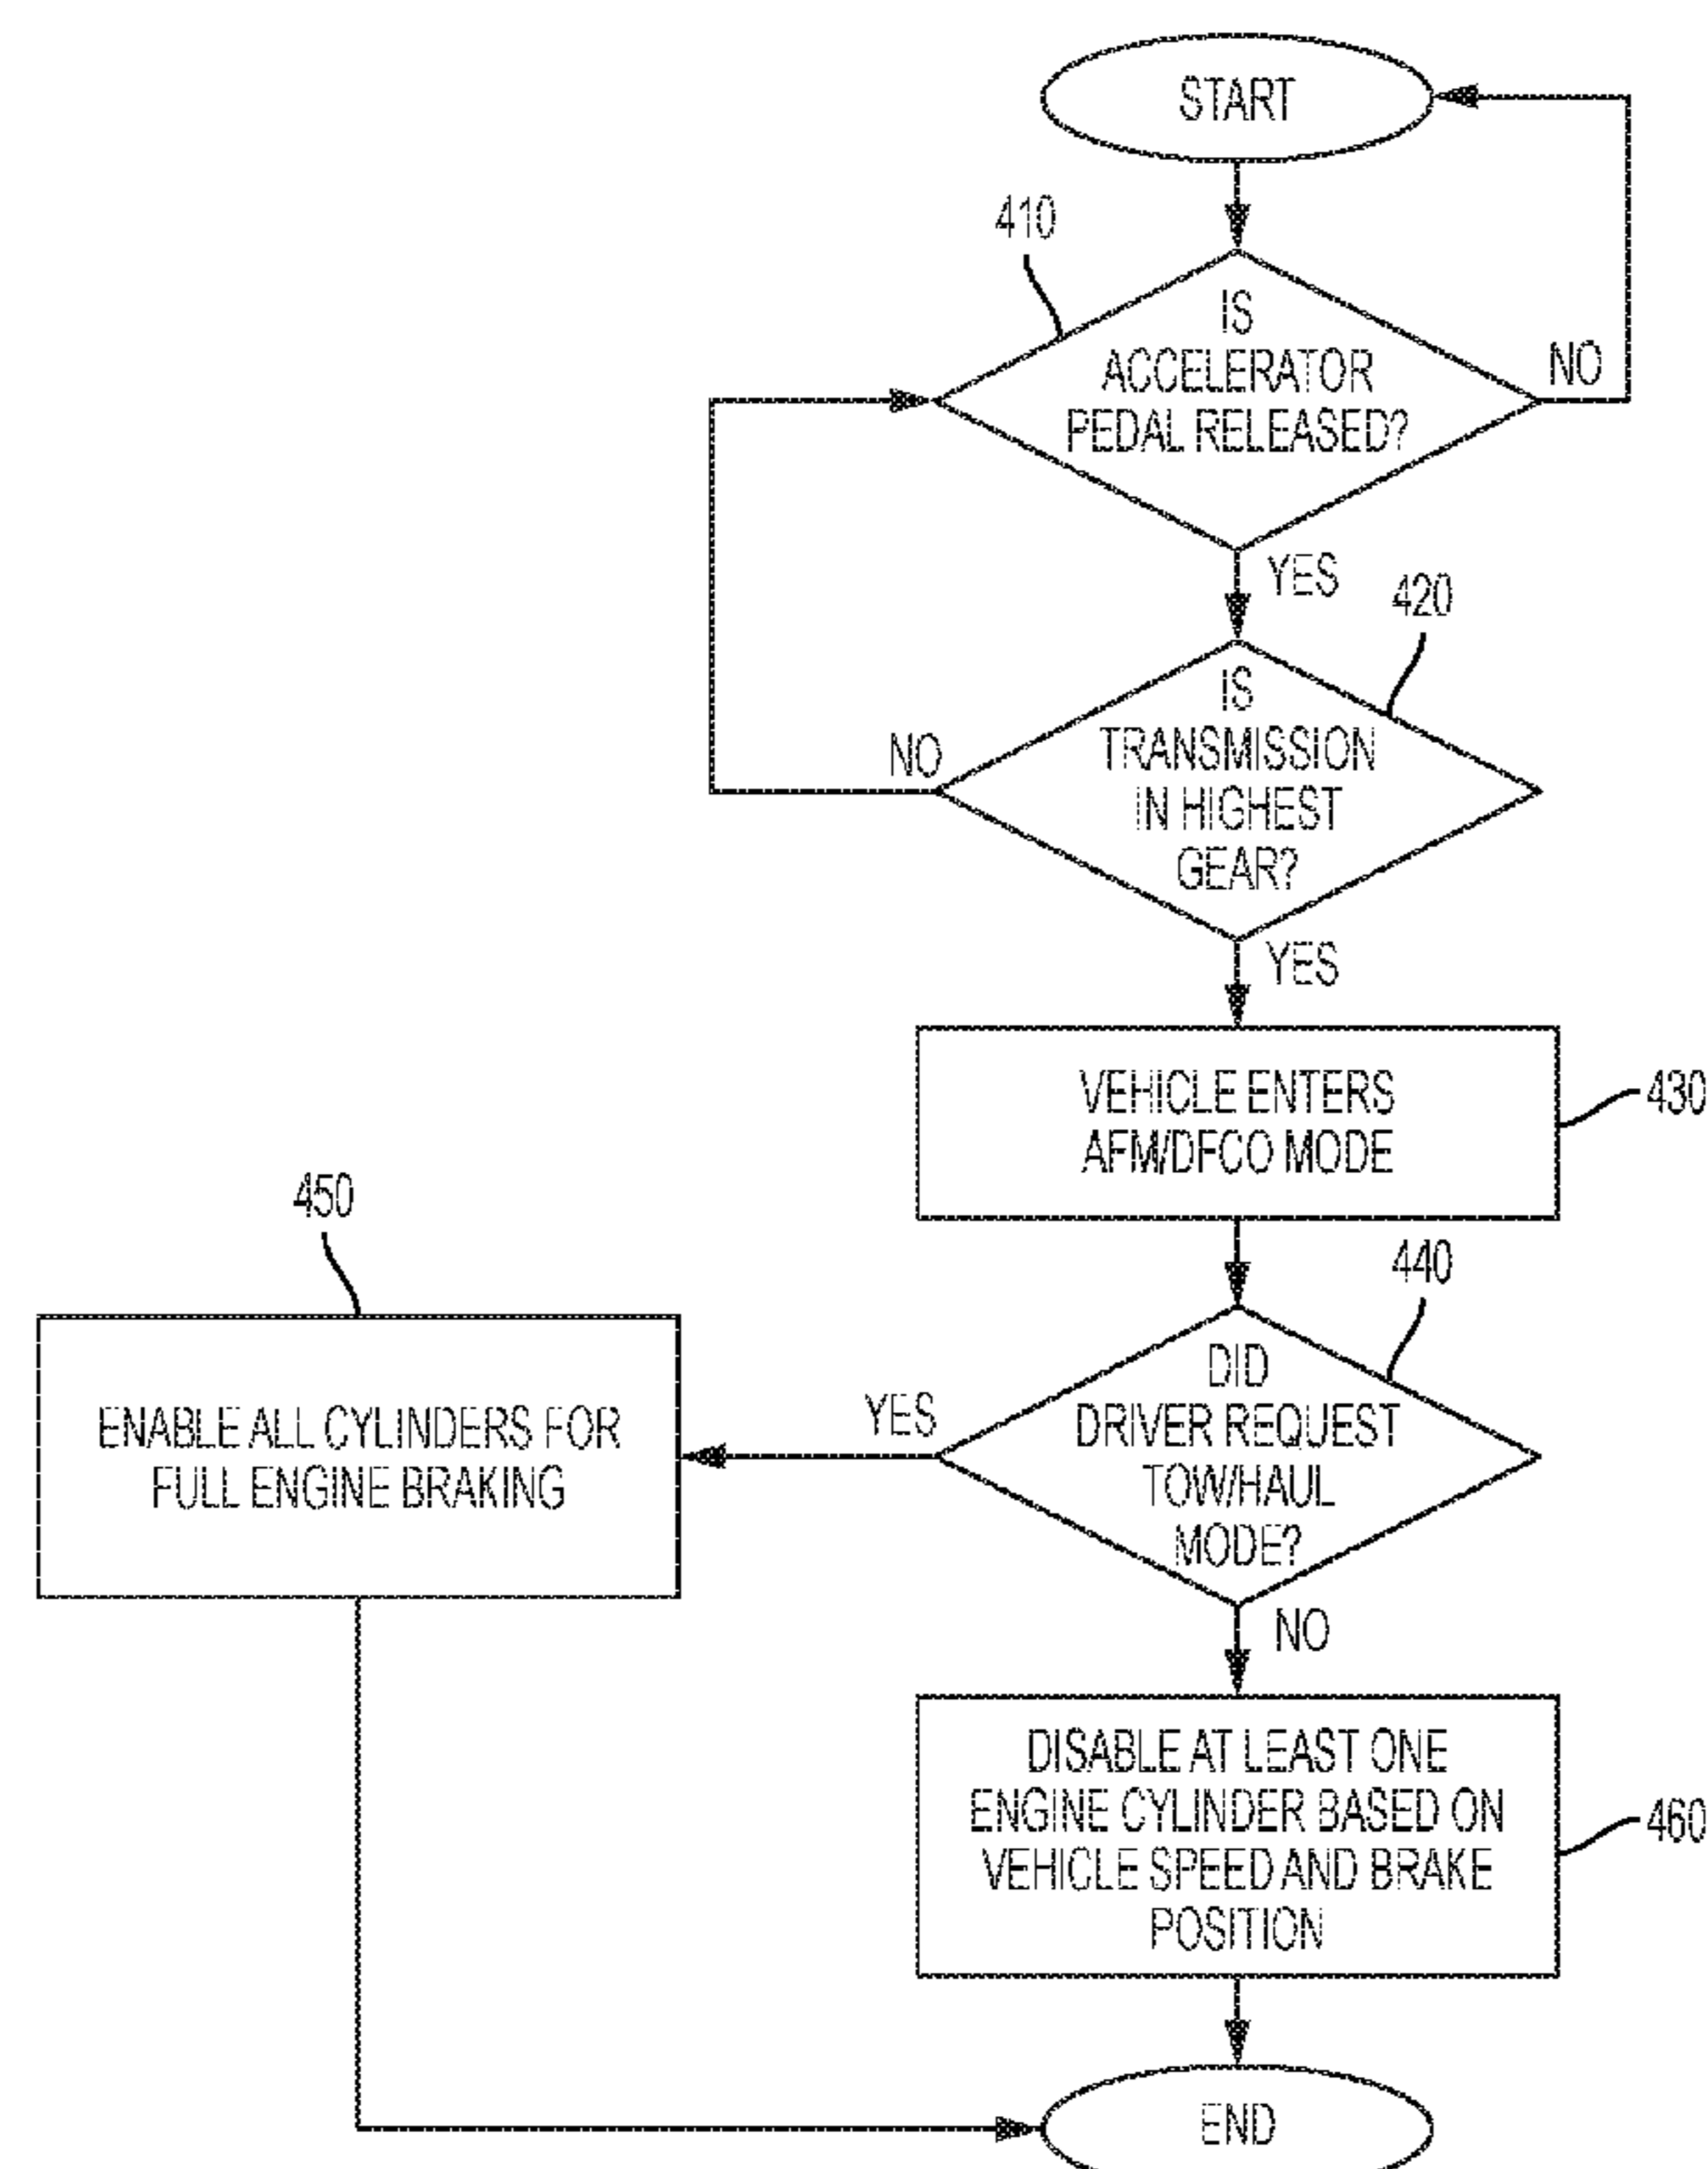 START
410
IS
ACCELERATOR
PEDAL RELEASED?
NO
YES
420
IS
TRANSMISSION
IN HIGHEST
GEAR?
NO
YES
VEHICLE ENTERS
AFM/DFCO MODE
430
450
440
ENABLE ALL CYLINDERS FOR
FULL ENGINE BRAKING
YES
DID
DRIVER REQUEST
TOW/HAUL
MODE?
NO
DISABLE AT LEAST ONE
ENGINE CYLINDER BASED ON
VEHICLE SPEED AND BRAKE
POSITION
460
END